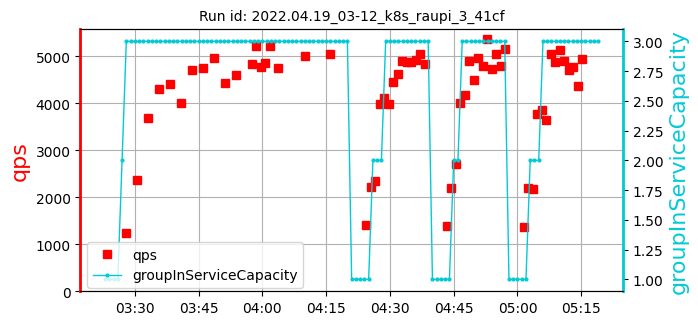 Run id: 2022.04.19_03-12_k8s_raupi_3_41cf
5000
4000
3000
2000
1000
0
qps
3.00
2.75
2.50
2.25
2.00
1.75
1.50
1.25
1.00
groupInServiceCapacity
qps
groupInServiceCapacity
03:30 03:45 04:00 04:15 04:30 04:45 05:00 05:15